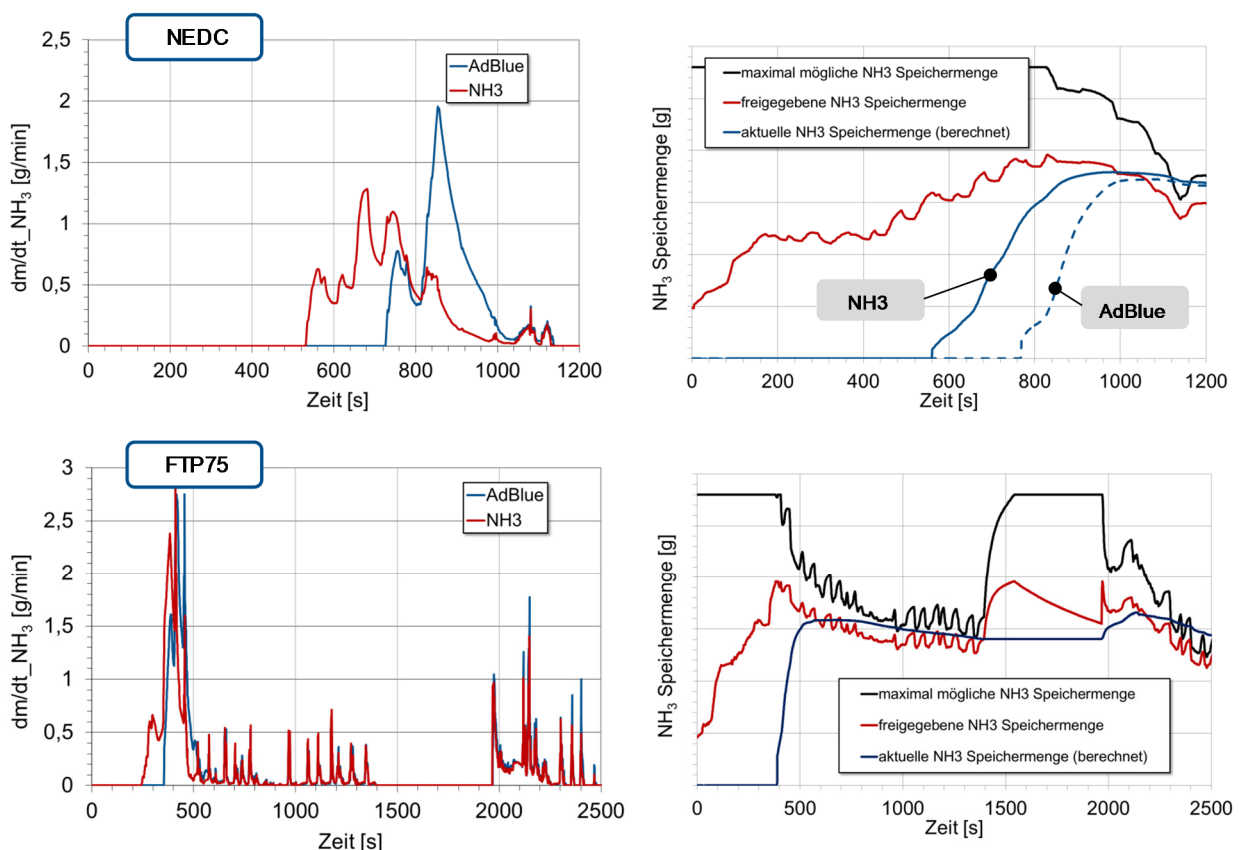 NEDC
dm/dt_NH₃ [g/min]
2,5
2
1,5
1
0,5
0
AdBlue
NH3
0 200 400 600 800 1000 1200
Zeit [s]
NH₃ Speichermenge [g]
maximal mögliche NH3 Speichermenge
freigegebene NH3 Speichermenge
aktuelle NH3 Speichermenge (berechnet)
NH3
AdBlue
0 200 400 600 800 1000 1200
Zeit [s]
FTP75
dm/dt_NH₃ [g/min]
3
2,5
2
1,5
1
0,5
0
AdBlue
NH3
0 500 1000 1500 2000 2500
Zeit [s]
NH₃ Speichermenge [g]
maximal mögliche NH3 Speichermenge
freigegebene NH3 Speichermenge
aktuelle NH3 Speichermenge (berechnet)
0 500 1000 1500 2000 2500
Zeit [s]